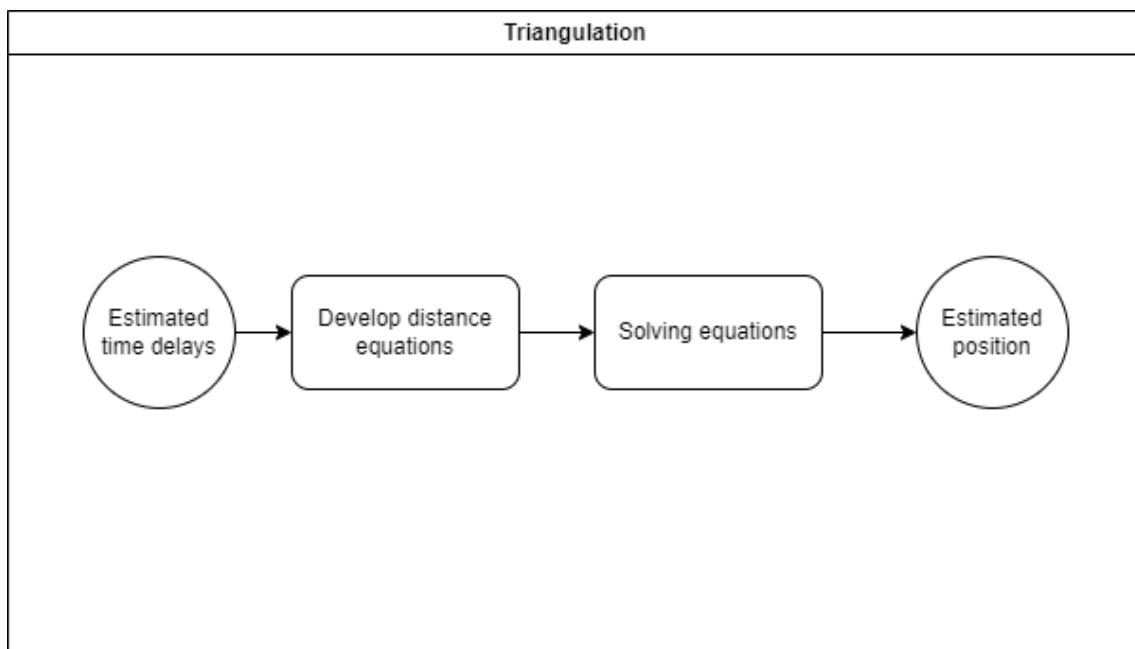 Triangulation
Estimated
time delays
Develop distance
equations
Solving equations
Estimated
position